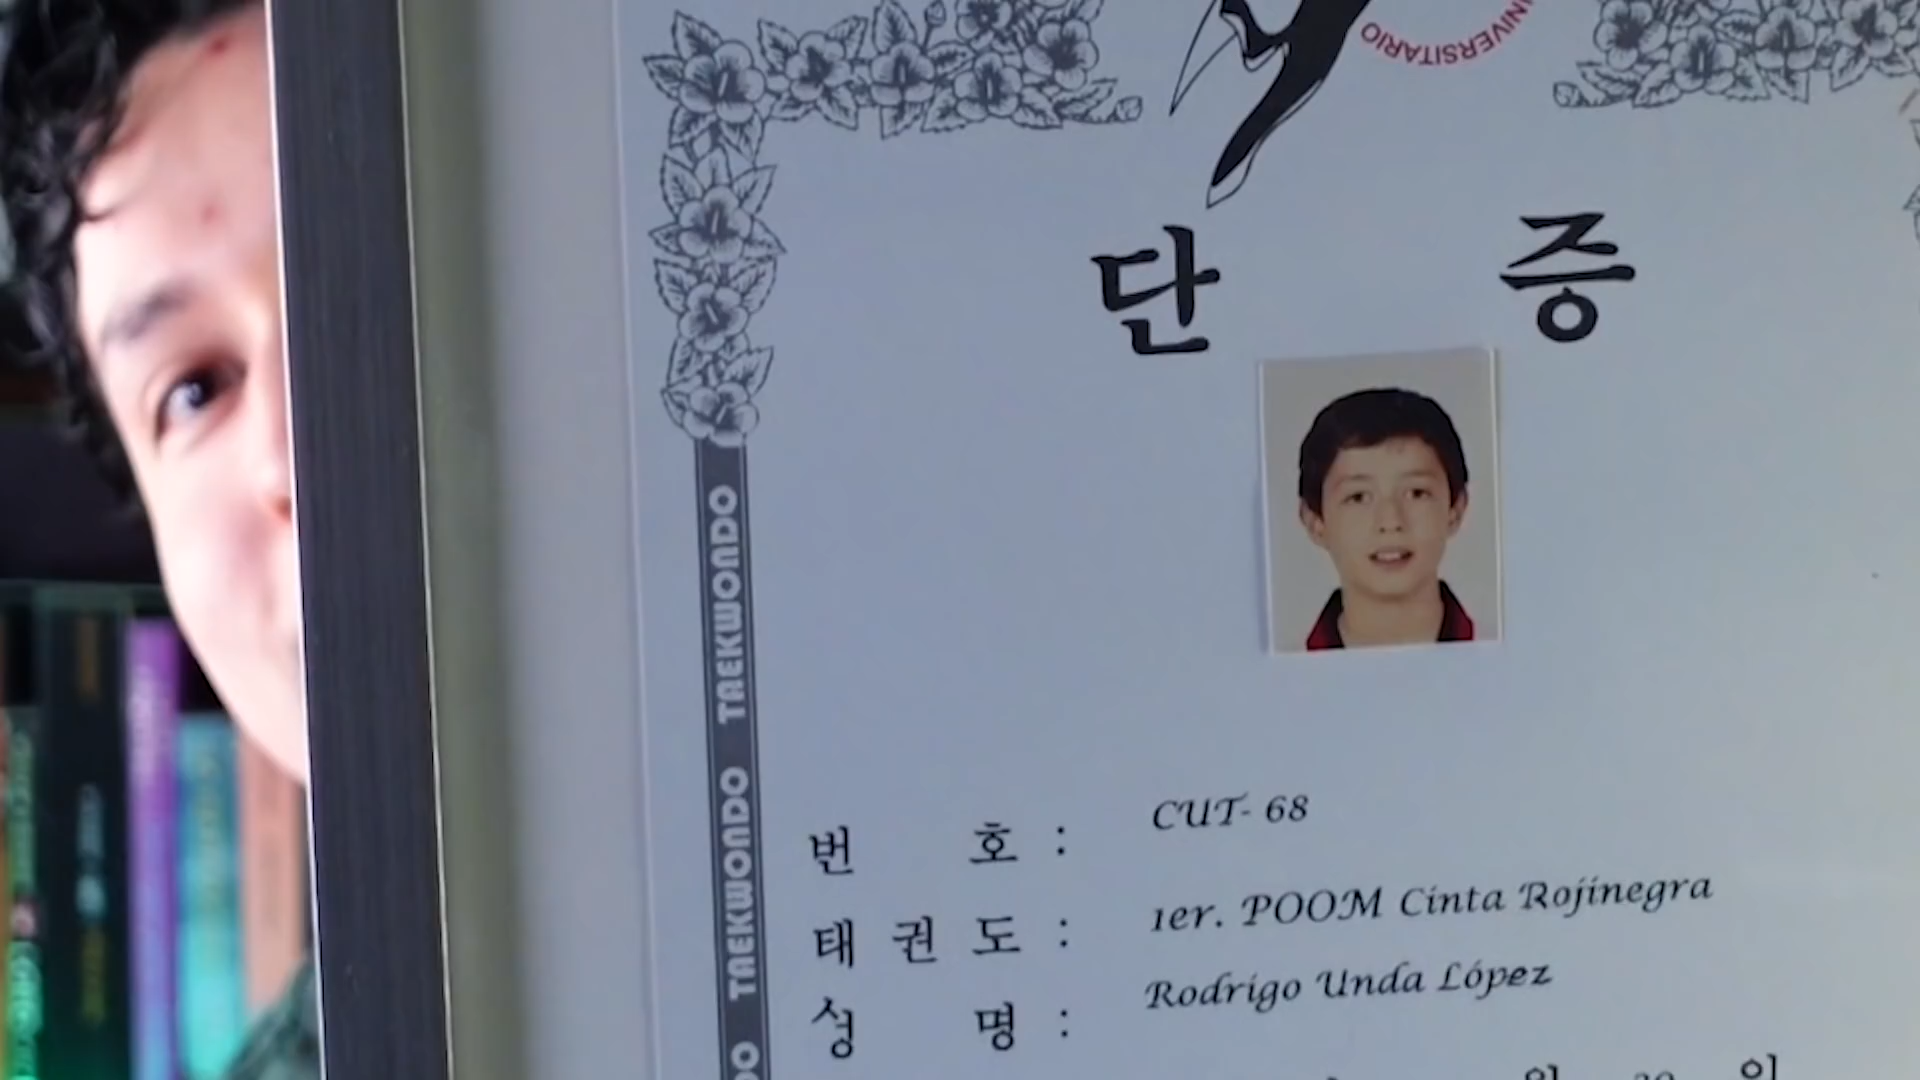 UNIVERSITARIO
단 증
TAEKWONDO TAEKWONDO
번 호 : CUT- 68
태 권 도 : 1er. POOM Cinta Rojinegra
성 명 : Rodrigo Unda López